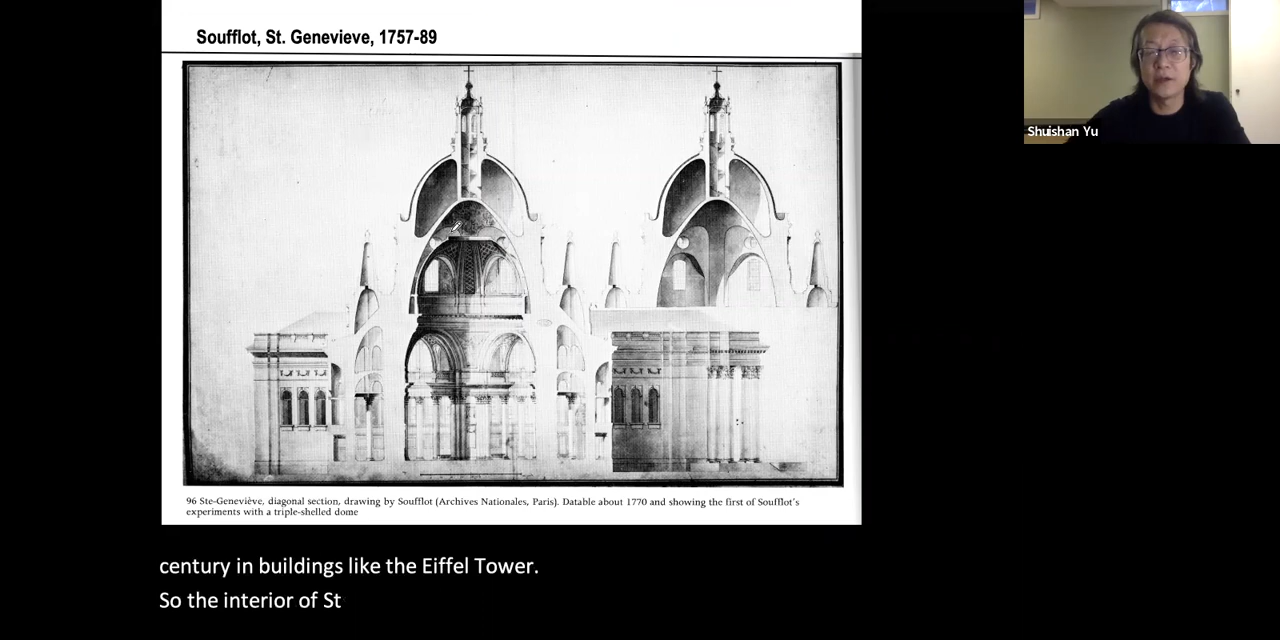 Soufflot, St. Genevieve, 1757-89
Shuishan Yu
96 Ste-Geneviève, diagonal section, drawing by Soufflot (Archives Nationales, Paris). Datable about 1770 and showing the first of Soufflot's
experiments with a triple-shelled dome
century in buildings like the Eiffel Tower.
So the interior of St